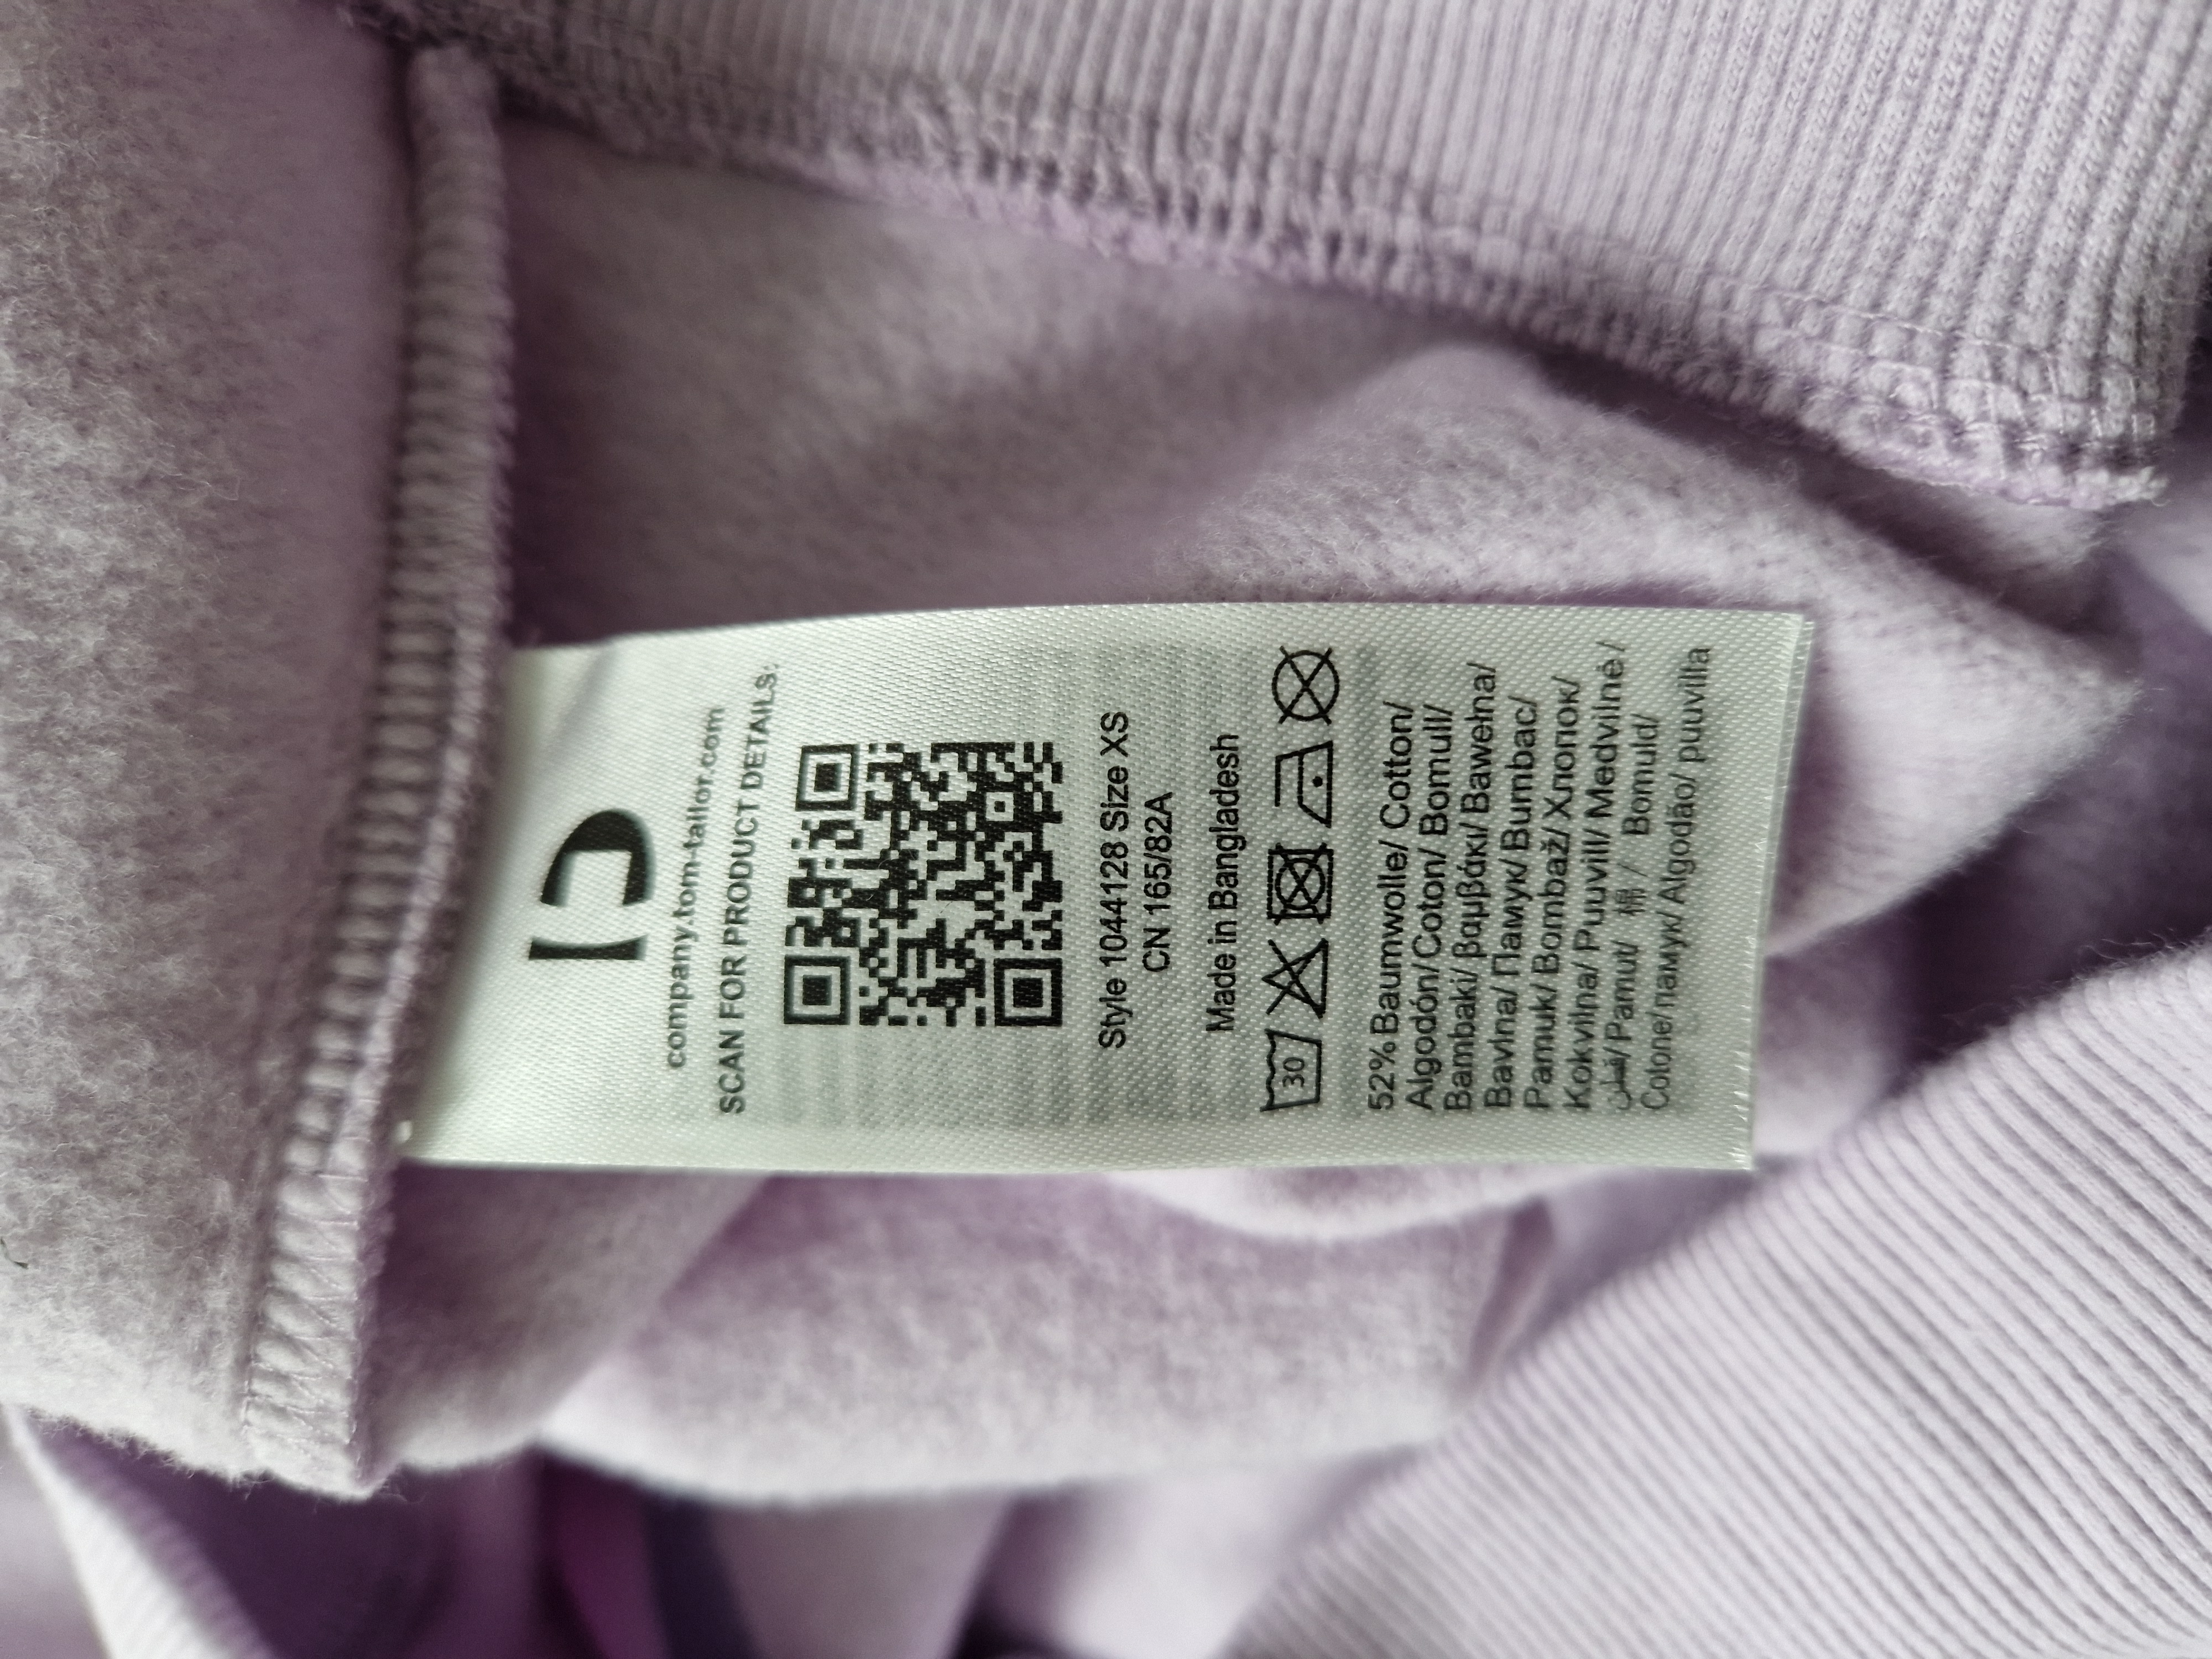 company.tom-tailor.com
SCAN FOR PRODUCT DETAILS:
Style 1044128 Size XS
CN 165/82A
Made in Bangladesh
30
52% Baumwolle/ Cotton/
Algodón/ Coton/ Bomull/
Bambaki/ βαμβάκι/ Bawełna/
Bavlna/ Памук/ Bumbac/
Pamuk/ Bombaž/ Хлопок/
Kokvilna/ Puuvill/ Medvilnė /
Pamut/ 棉 / Bomuld/
Cotone/памук/ Algodão/ puuvilla